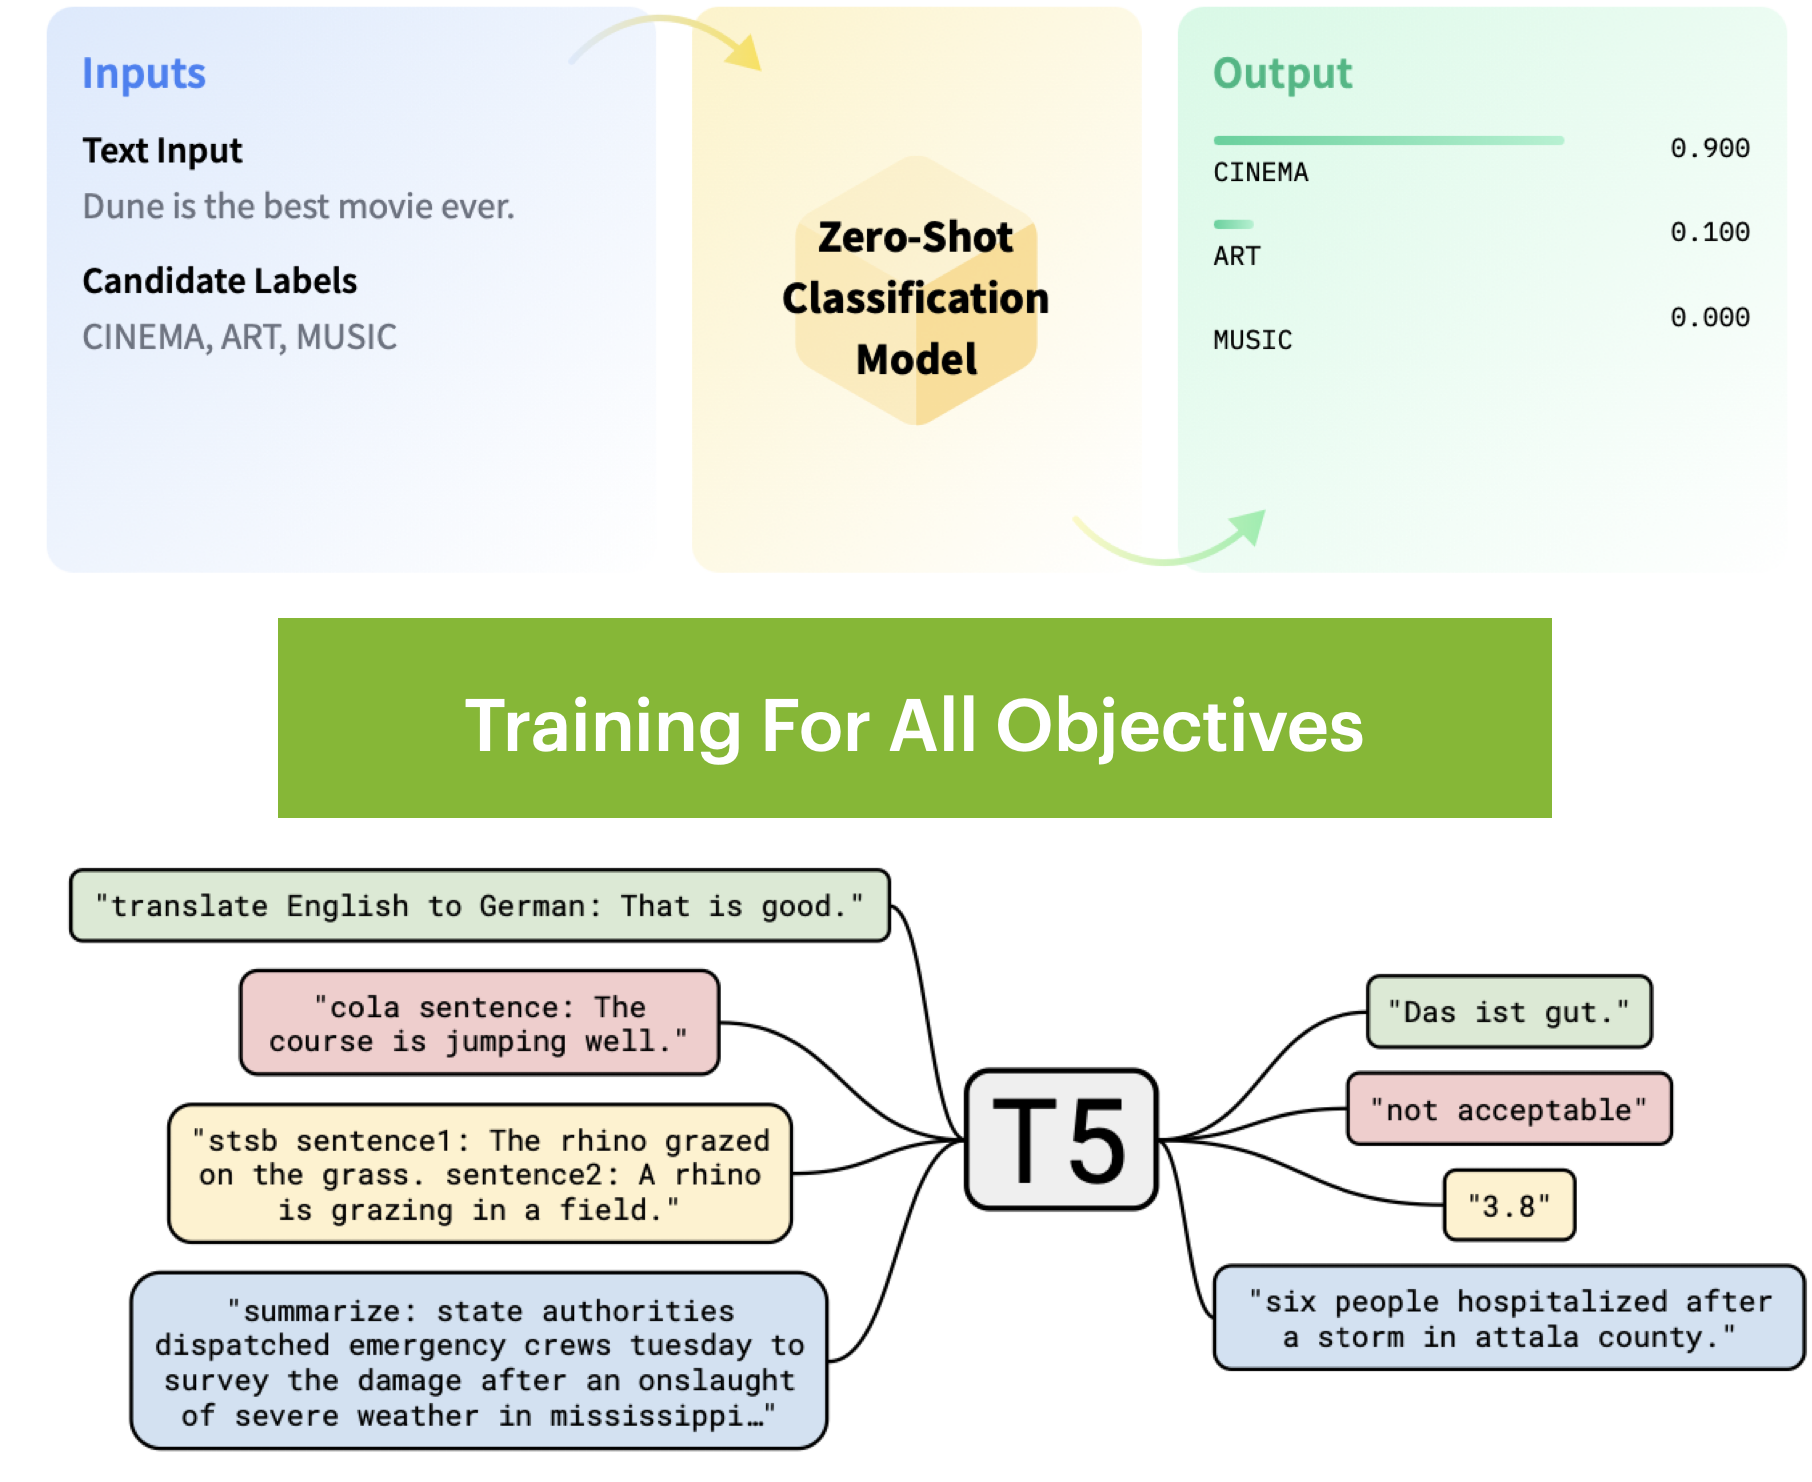 Inputs
Text Input
Dune is the best movie ever.
Candidate Labels
CINEMA, ART, MUSIC
Zero-Shot
Classification
Model
Output
0.900
CINEMA
0.100
ART
0.000
MUSIC
Training For All Objectives
"translate English to German: That is good."
"cola sentence: The
course is jumping well."
"stsb sentence1: The rhino grazed
on the grass. sentence2: A rhino
is grazing in a field."
"summarize: state authorities
dispatched emergency crews tuesday to
survey the damage after an onslaught
of severe weather in mississippi…"
T5
"Das ist gut."
"not acceptable"
"3.8"
"six people hospitalized after
a storm in attala county."